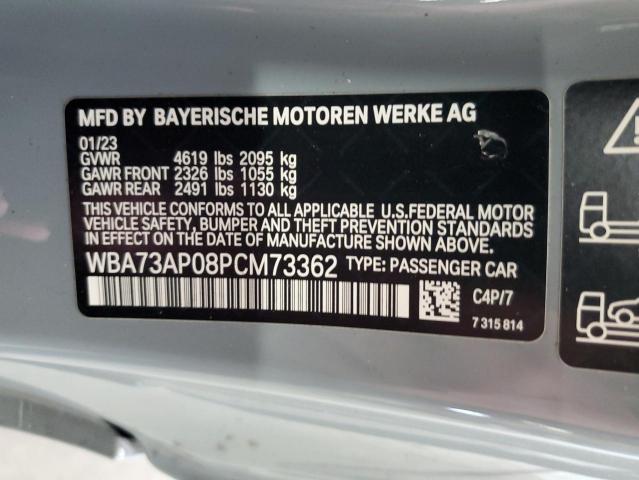 MFD BY BAYERISCHE MOTOREN WERKE AG
01/23
GVWR 4619 lbs 2095 kg
GAWR FRONT 2326 lbs 1055 kg
GAWR REAR 2491 lbs 1130 kg
THIS VEHICLE CONFORMS TO ALL APPLICABLE U.S.FEDERAL MOTOR
VEHICLE SAFETY, BUMPER AND THEFT PREVENTION STANDARDS
IN EFFECT ON THE DATE OF MANUFACTURE SHOWN ABOVE.
WBA73AP08PCM73362 TYPE: PASSENGER CAR
C4P/7
7 315 814